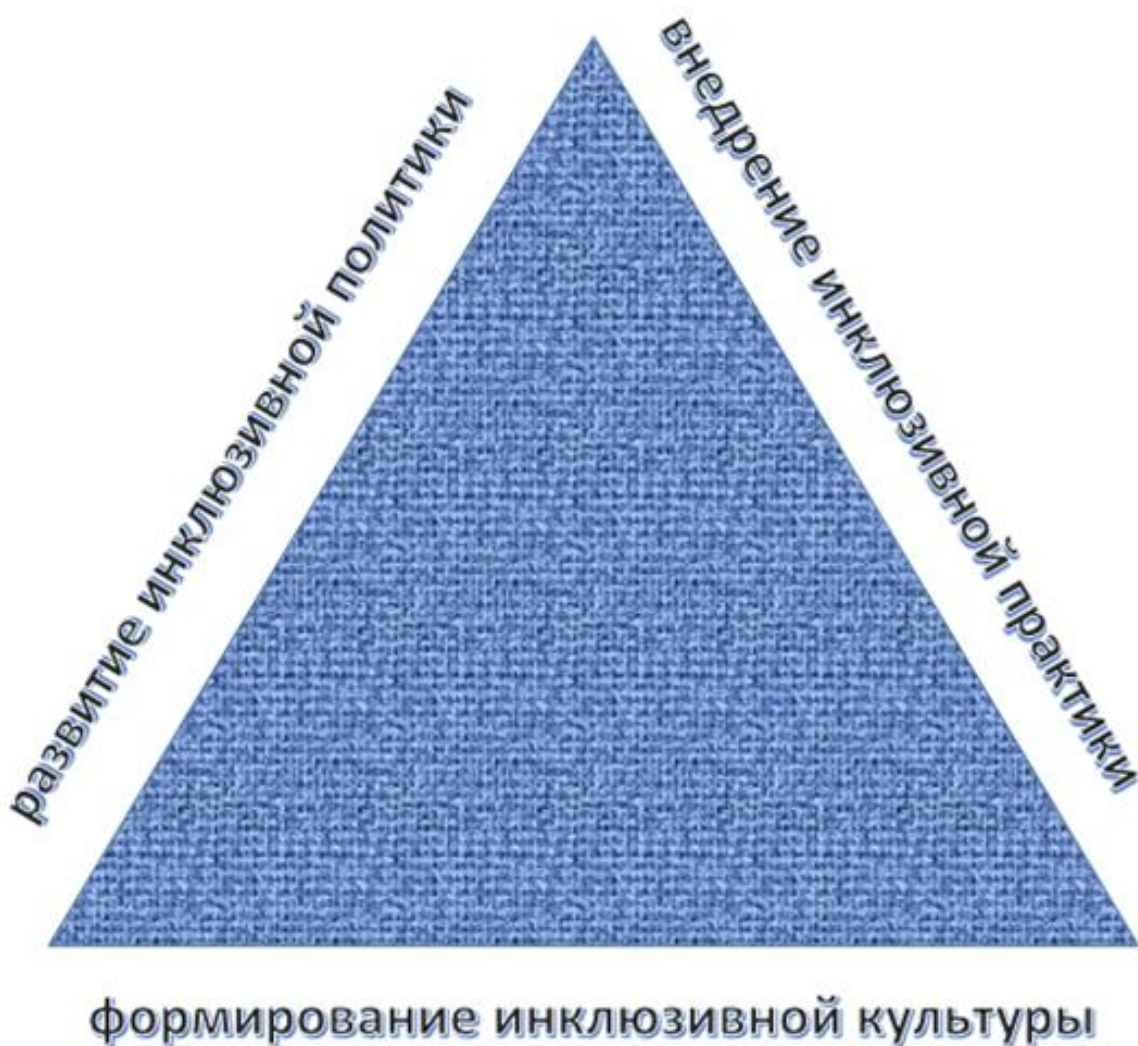 развитие инклюзивной политики
внедрение инклюзивной практики
формирование инклюзивной культуры